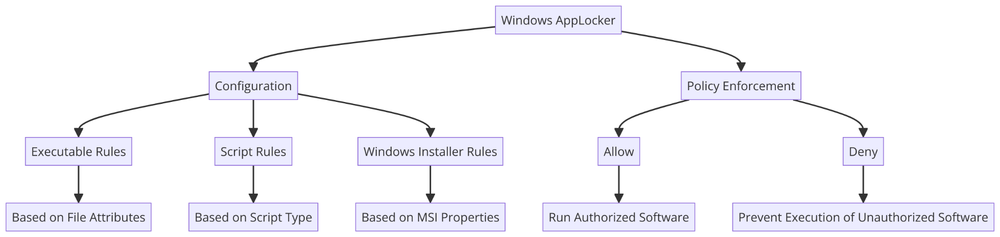 Windows AppLocker
Configuration
Policy Enforcement
Executable Rules
Script Rules
Windows Installer Rules
Allow
Deny
Based on File Attributes
Based on Script Type
Based on MSI Properties
Run Authorized Software
Prevent Execution of Unauthorized Software